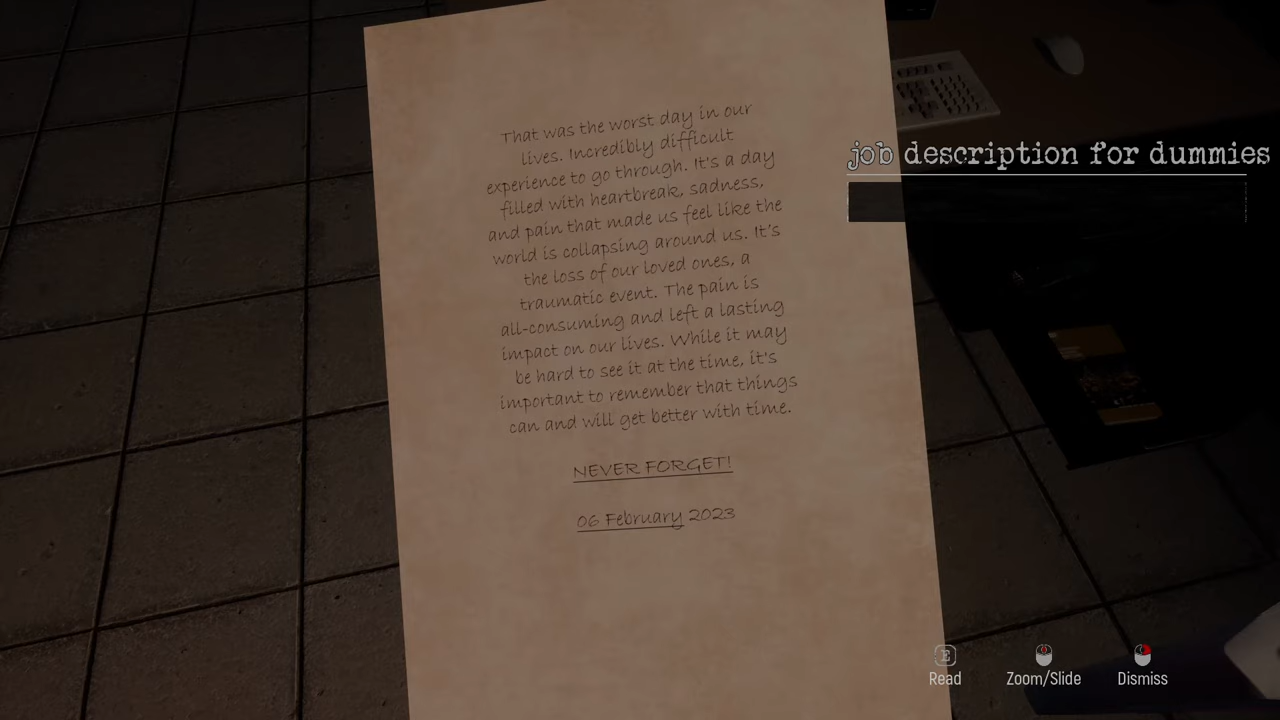 That was the worst day in our
lives. Incredibly difficult
experience to go through. It's a day
filled with heartbreak, sadness,
and pain that made us feel like the
world is collapsing around us. It's
the loss of our loved ones, a
traumatic event. The pain is
all-consuming and left a lasting
impact on our lives. While it may
be hard to see it at the time, it's
important to remember that things
can and will get better with time.
NEVER FORGET!
06 February 2023
job description for dummies
E
Read
Zoom/Slide
Dismiss